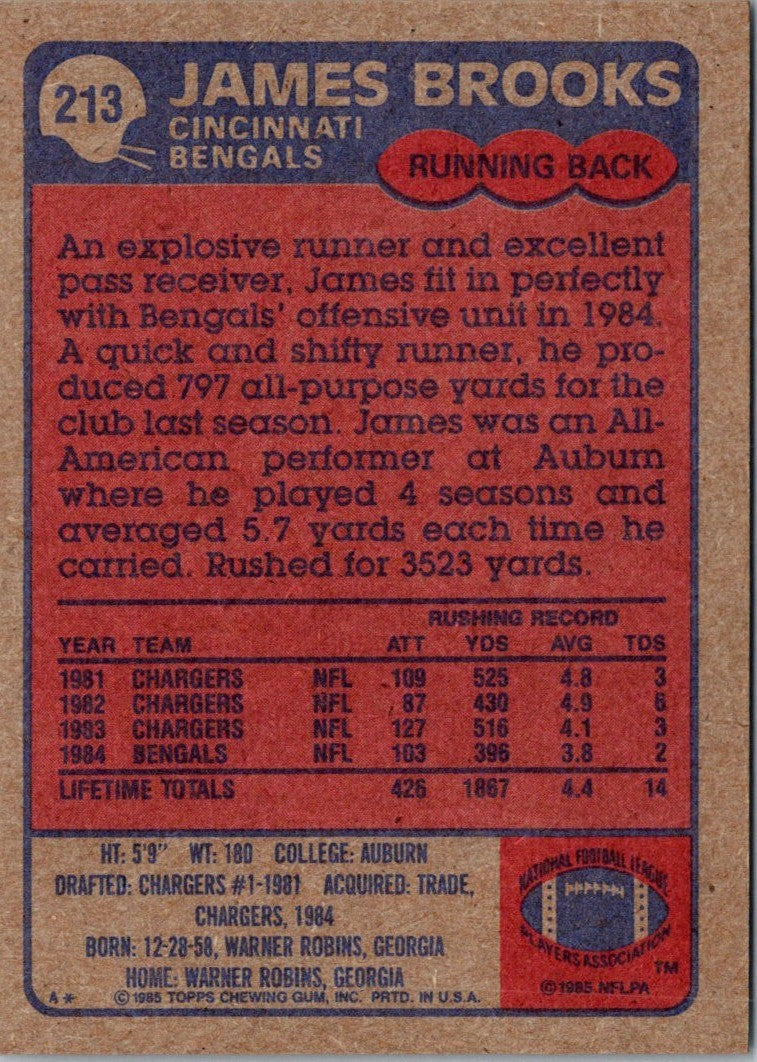 213
JAMES BROOKS
CINCINNATI
BENGALS
RUNNING BACK
An explosive runner and excellent
pass receiver, James fit in perfectly
with Bengals' offensive unit in 1984.
A quick and shifty runner, he pro-
duced 797 all-purpose yards for the
club last season. James was an All-
American performer at Auburn
where he played 4 seasons and
averaged 5.7 yards each time he
carried. Rushed for 3523 yards.
RUSHING RECORD
YEAR TEAM ATT YDS AVG TDS
1981 CHARGERS NFL 109 525 4.8 3
1982 CHARGERS NFL 87 430 4.9 6
1983 CHARGERS NFL 127 516 4.1 3
1984 BENGALS NFL 103 396 3.8 2
LIFETIME TOTALS 426 1867 4.4 14
HT: 5'9" WT: 180 COLLEGE: AUBURN
DRAFTED: CHARGERS #1-1981 ACQUIRED: TRADE,
CHARGERS, 1984
BORN: 12-28-58, WARNER ROBINS, GEORGIA
HOME: WARNER ROBINS, GEORGIA
A* © 1985 TOPPS CHEWING GUM, INC. PRTD. IN U.S.A.
NATIONAL FOOTBALL LEAGUE
PLAYERS ASSOCIATION
TM
© 1985 NFLPA